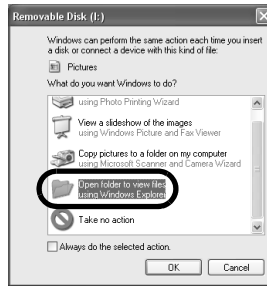 Removable Disk (I:)
Windows can perform the same action each time you insert
a disk or connect a device with this kind of file:
Pictures
What do you want Windows to do?
using Photo Printing Wizard
View a slideshow of the images
using Windows Picture and Fax Viewer
Copy pictures to a folder on my computer
using Microsoft Scanner and Camera Wizard
Open folder to view files
using Windows Explorer
Take no action
Always do the selected action.
OK
Cancel